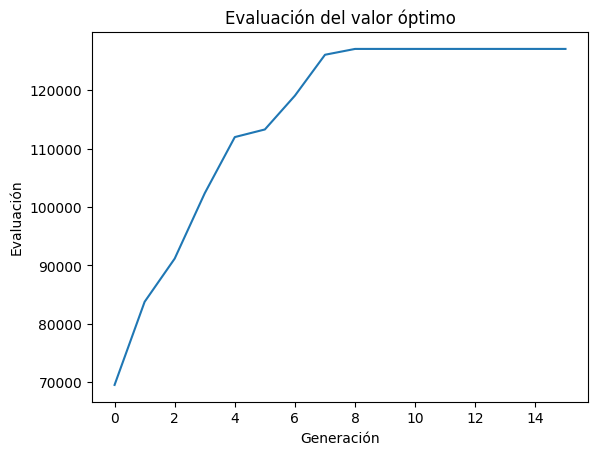 Evaluación del valor óptimo
Evaluación
120000
110000
100000
90000
80000
70000
0 2 4 6 8 10 12 14
Generación